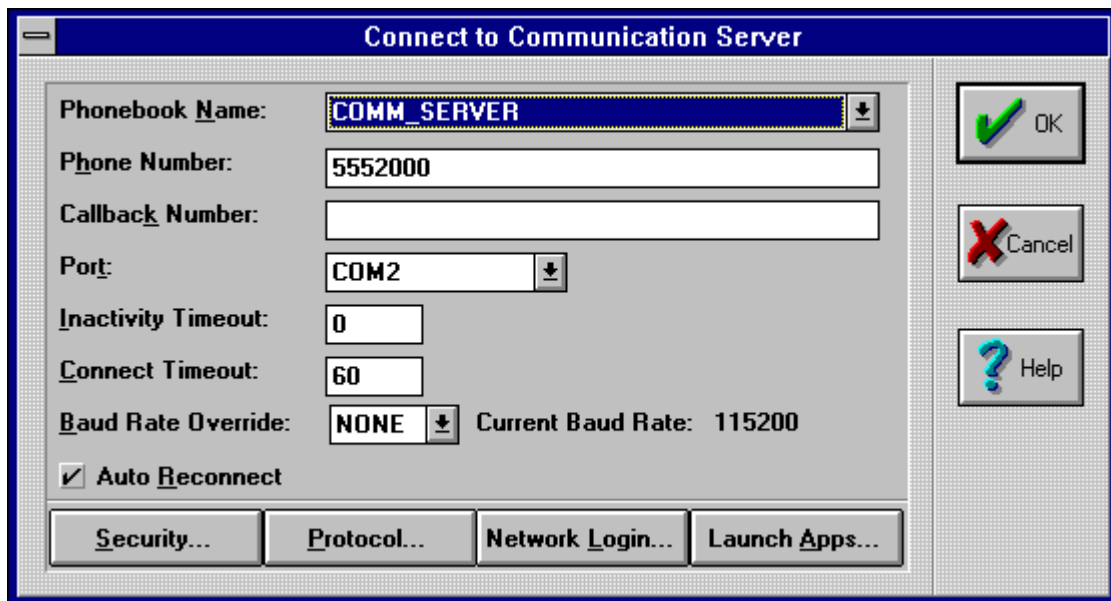 Connect to Communication Server
Phonebook Name: COMM_SERVER
Phone Number: 5552000
Callback Number:
Port: COM2
Inactivity Timeout: 0
Connect Timeout: 60
Baud Rate Override: NONE Current Baud Rate: 115200
Auto Reconnect
Security... Protocol... Network Login... Launch Apps...
OK
Cancel
Help